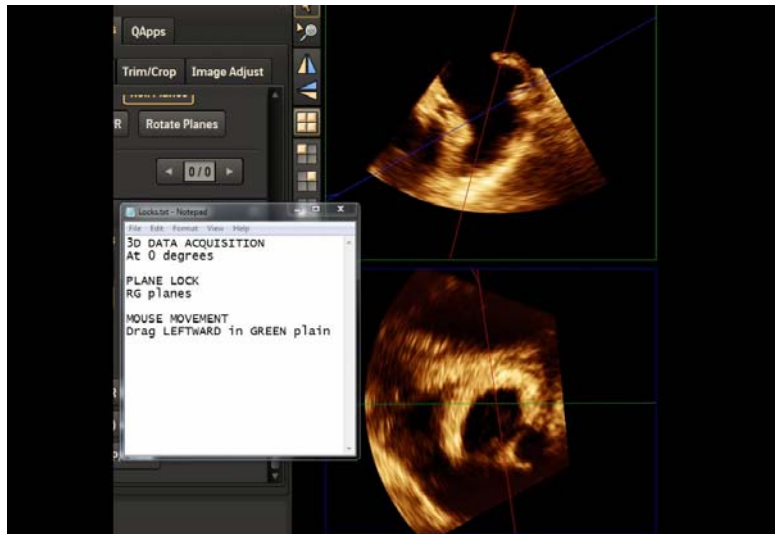 QApps
Trim/Crop Image Adjust
R Rotate Planes
0/0
Locks.txt - Notepad
File Edit Format View Help
3D DATA ACQUISITION
At 0 degrees
PLANE LOCK
RG planes
MOUSE MOVEMENT
Drag LEFTWARD in GREEN plain